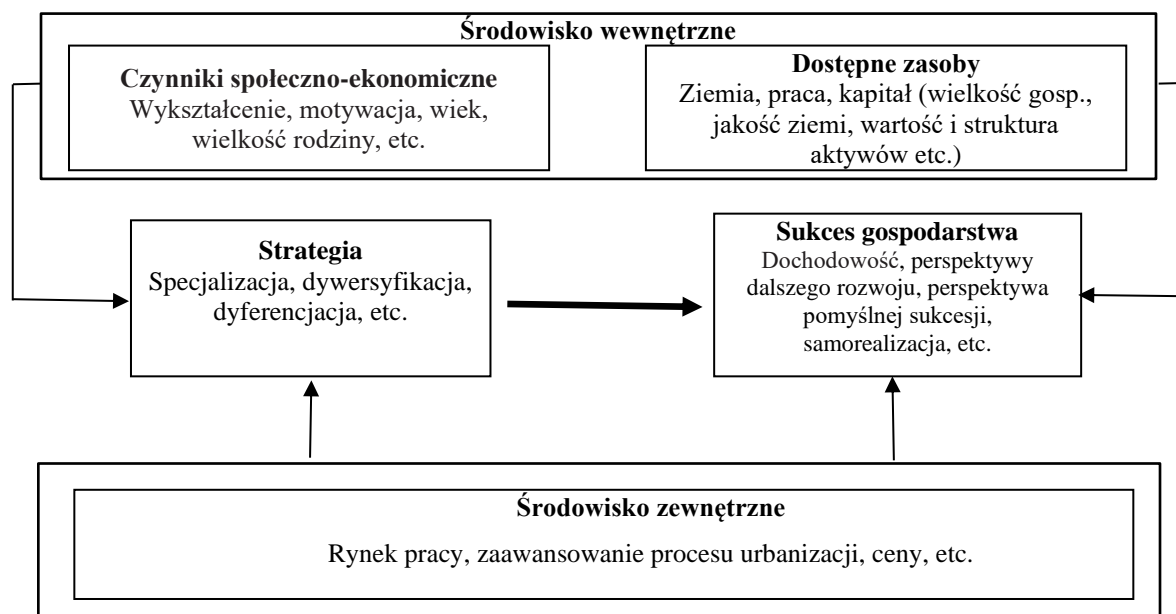 Środowisko wewnętrzne
Czynniki społeczno-ekonomiczne
Wykształcenie, motywacja, wiek,
wielkość rodziny, etc.
Dostępne zasoby
Ziemia, praca, kapitał (wielkość gosp.,
jakość ziemi, wartość i struktura
aktywów etc.)
Strategia
Specjalizacja, dywersyfikacja,
dyferencjacja, etc.
Sukces gospodarstwa
Dochodowość, perspektywy
dalszego rozwoju, perspektywa
pomyślnej sukcesji,
samorealizacja, etc.
Środowisko zewnętrzne
Rynek pracy, zaawansowanie procesu urbanizacji, ceny, etc.